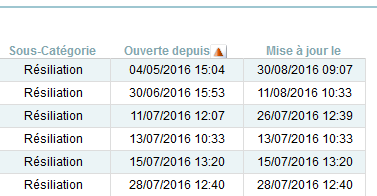 Sous-Catégorie Ouverte depuis Mise à jour le
Résiliation 04/05/2016 15:04 30/08/2016 09:07
Résiliation 30/06/2016 15:53 11/08/2016 10:33
Résiliation 11/07/2016 12:07 26/07/2016 12:39
Résiliation 13/07/2016 10:33 13/07/2016 10:33
Résiliation 15/07/2016 13:20 15/07/2016 13:20
Résiliation 28/07/2016 12:40 28/07/2016 12:40